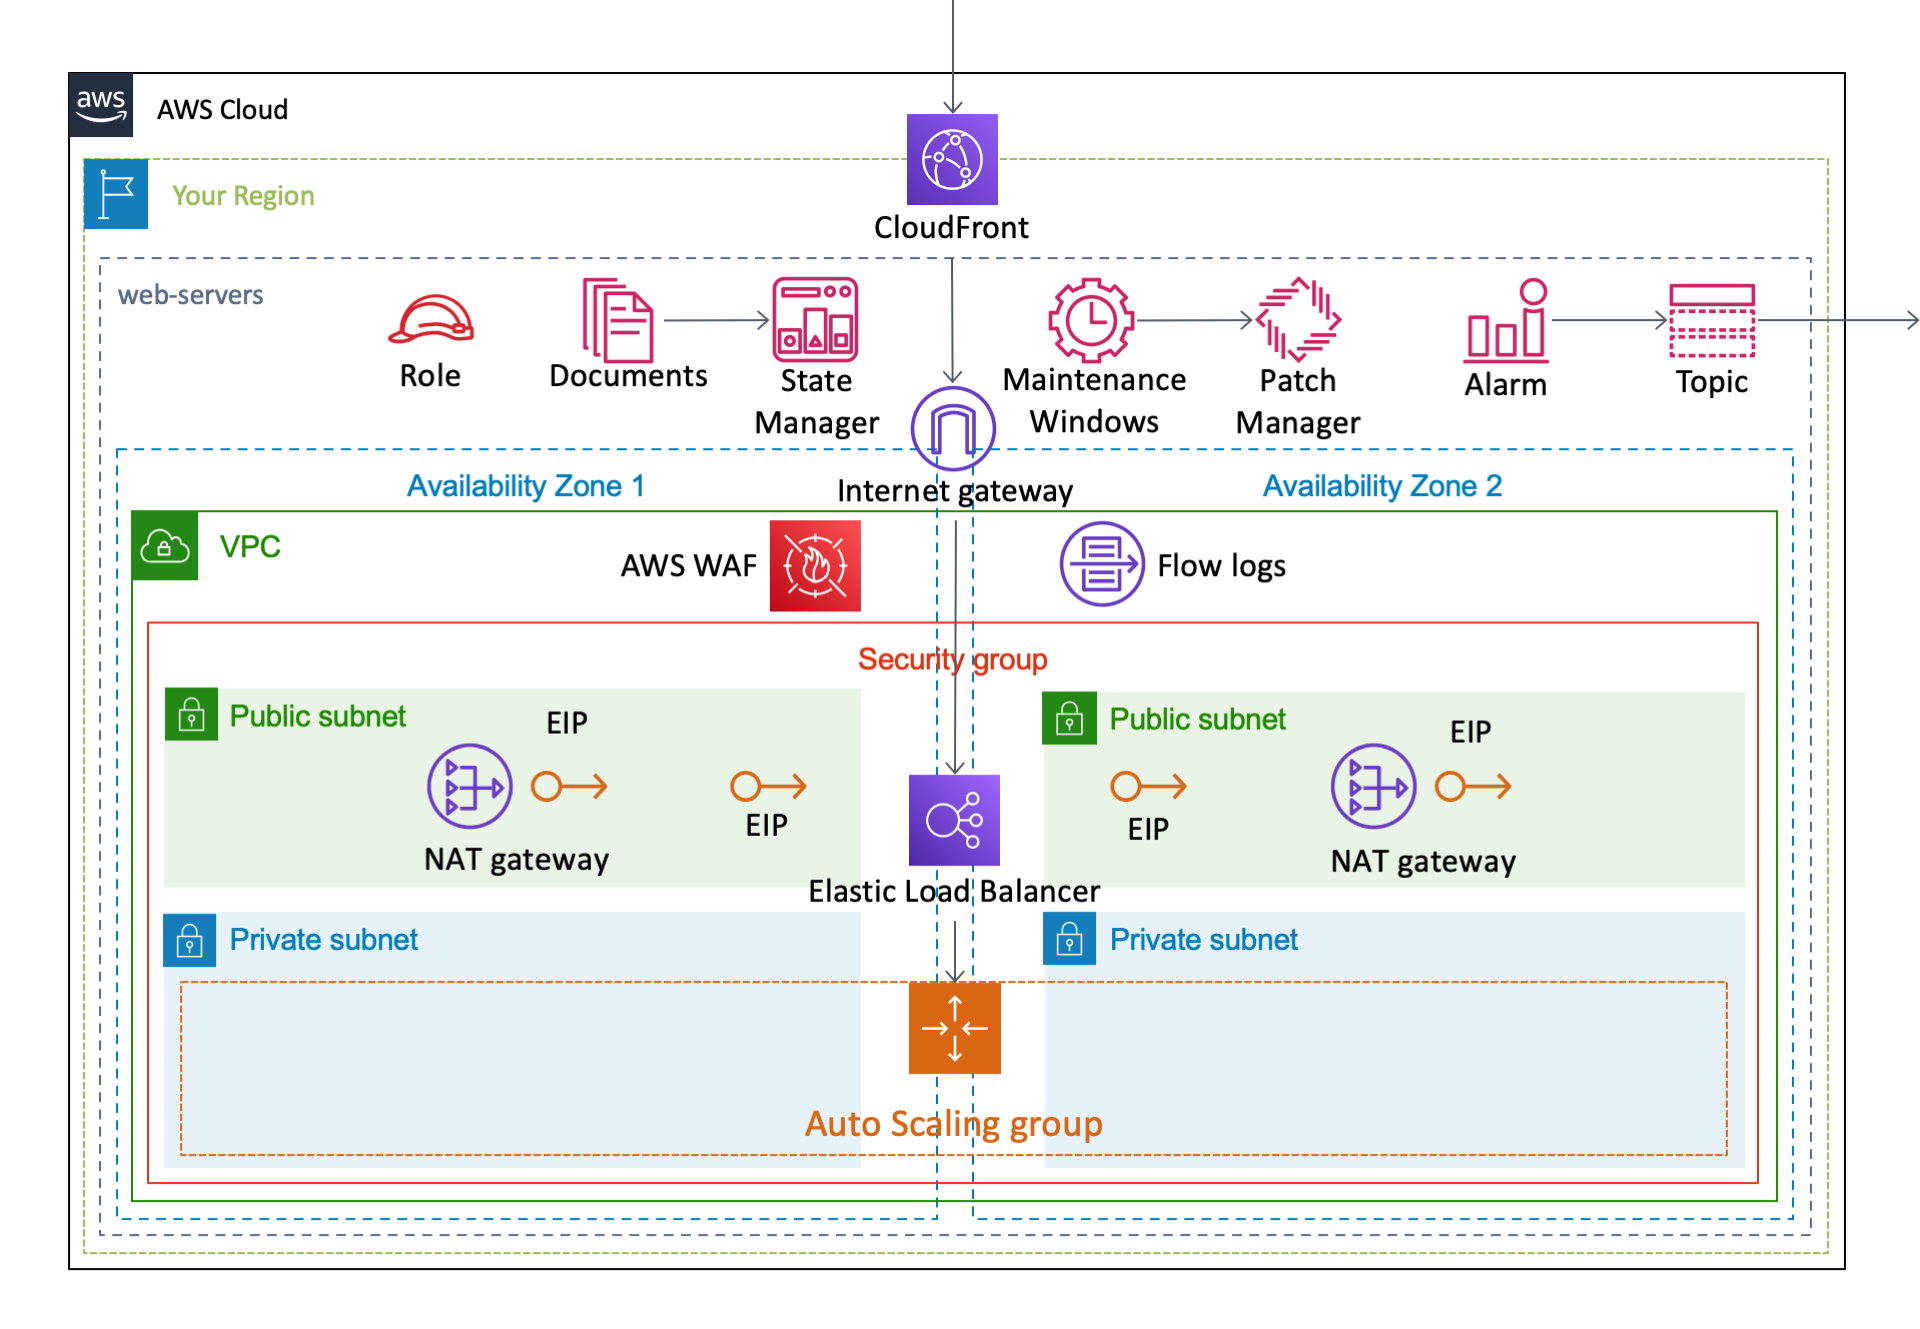 aws
AWS Cloud
Your Region
CloudFront
web-servers
Role
Documents
State
Manager
Maintenance
Windows
Patch
Manager
Alarm
Topic
Availability Zone 1
Internet gateway
Availability Zone 2
VPC
AWS WAF
Flow logs
Security group
Public subnet
EIP
EIP
NAT gateway
Public subnet
EIP
EIP
NAT gateway
Elastic Load Balancer
Private subnet
Private subnet
Auto Scaling group